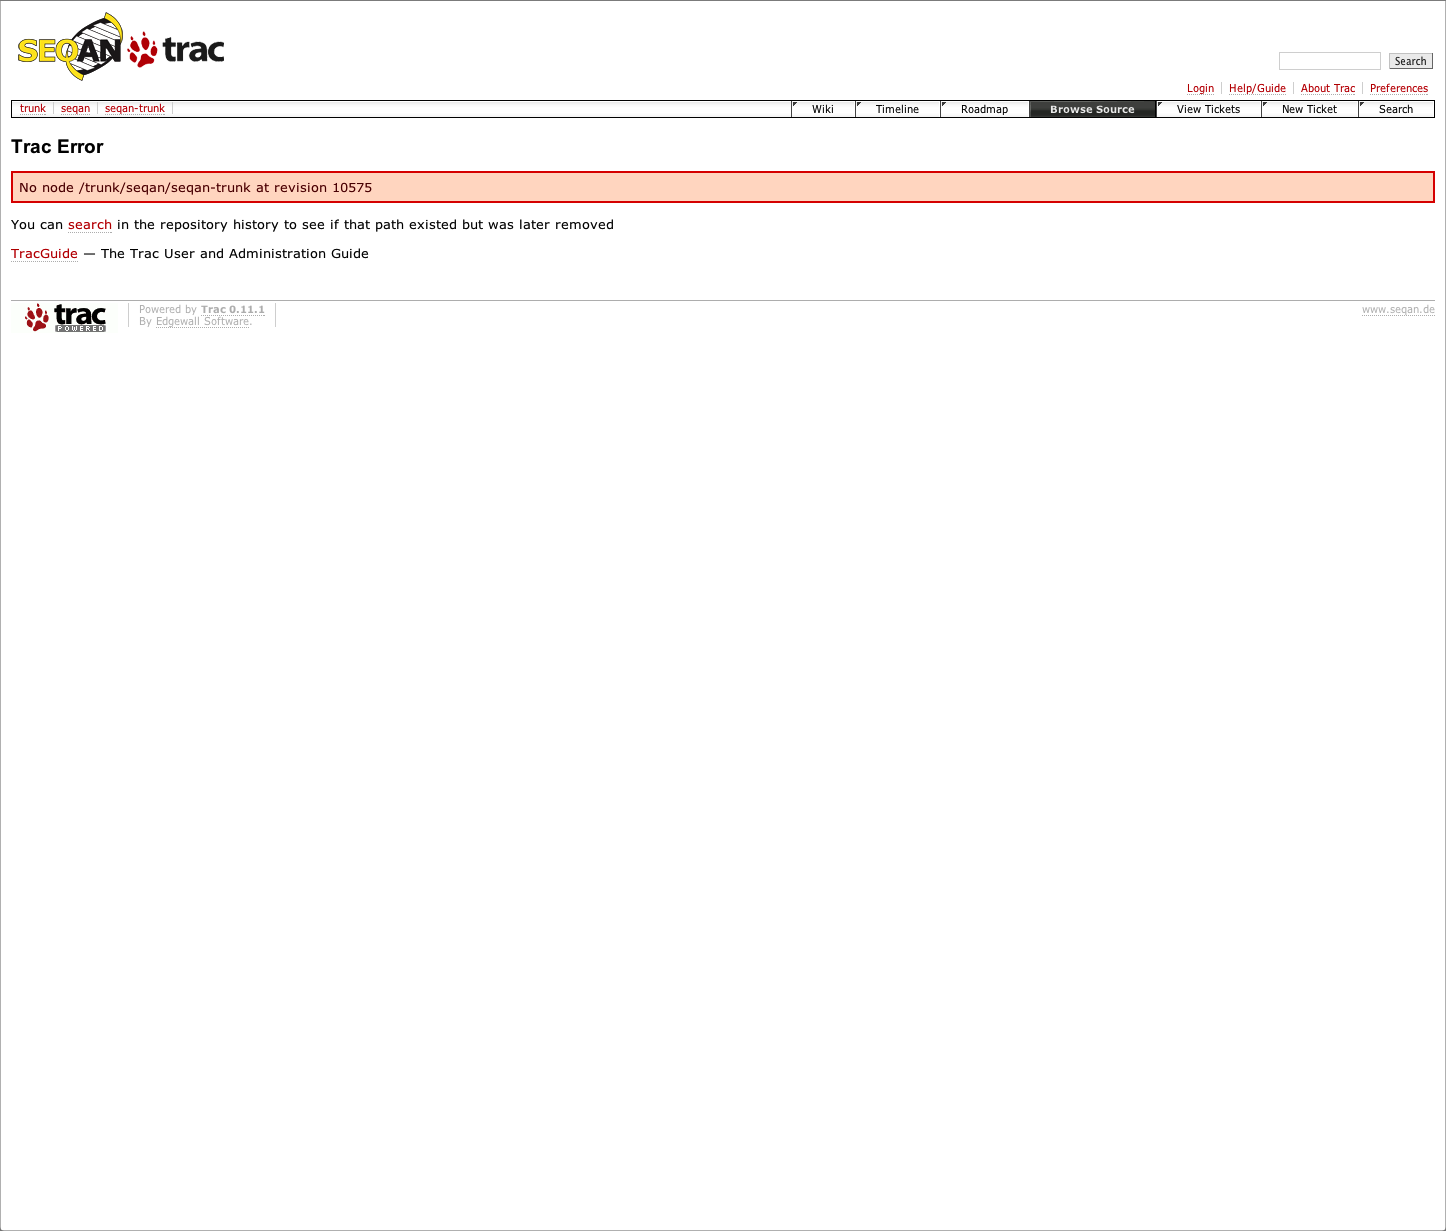 SEQAN trac
Search
Login Help/Guide About Trac Preferences
trunk seqan seqan-trunk Wiki Timeline Roadmap Browse Source View Tickets New Ticket Search
Trac Error
No node /trunk/seqan/seqan-trunk at revision 10575
You can search in the repository history to see if that path existed but was later removed
TracGuide — The Trac User and Administration Guide
trac POWERED
Powered by Trac 0.11.1
By Edgewall Software.
www.seqan.de